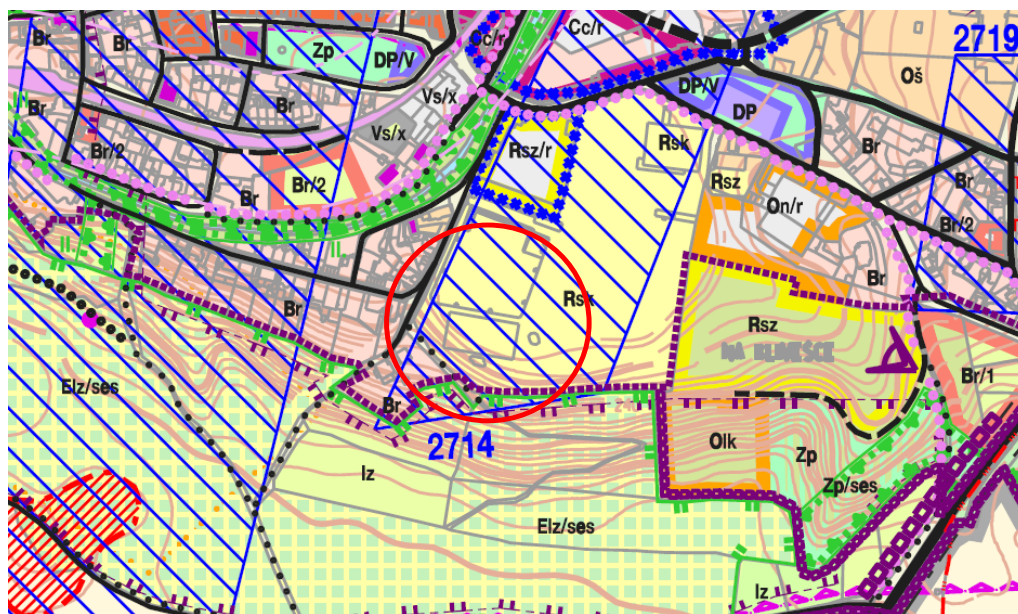 Br
Br
Zp
DP/V
Cc/r
Cc/r
2719
Oš
Br
Vs/x
DP/V
DP
Br
Vs/x
Br
Rsz/r
Rsk
Br/2
Br/2
Br
Rsz
On/r
Br
Br/2
Br
Br
Rsk
Rsz
Br/1
Elz/ses
Br
2714
Iz
Olk
Zp
Zp/ses
Elz/ses
Iz